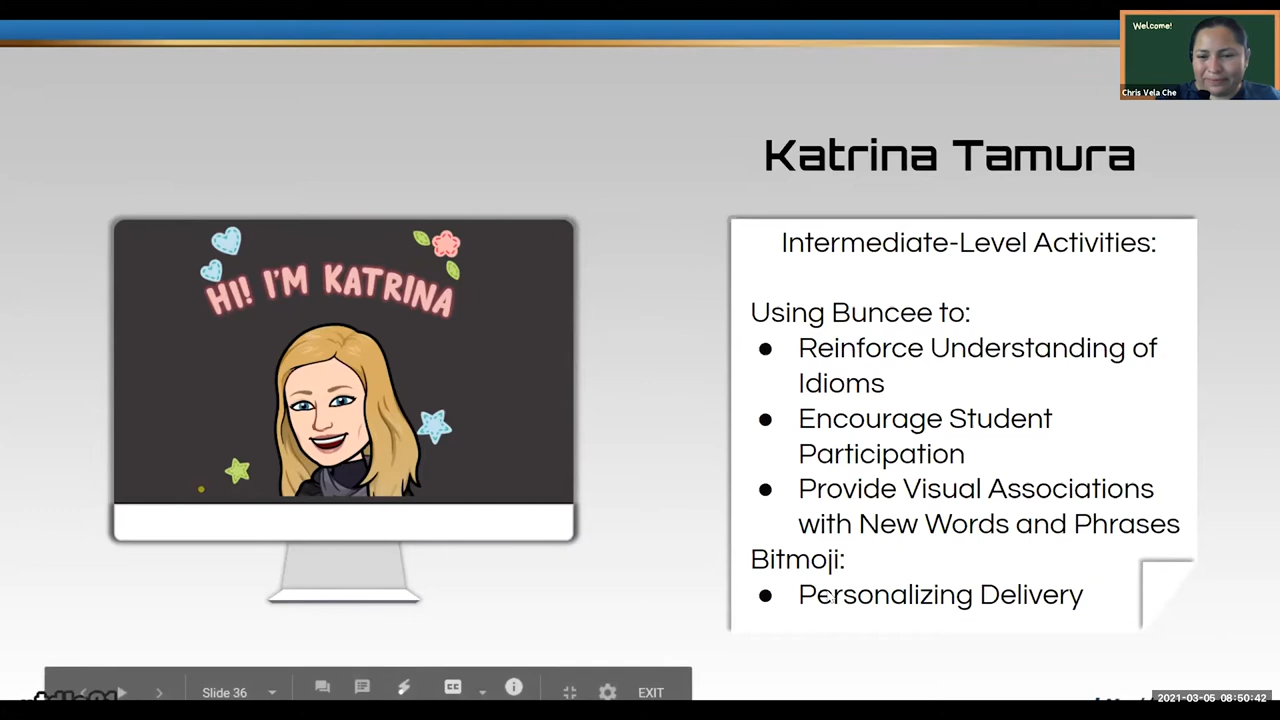 Welcome!
Chris Vela Che
Katrina Tamura
HI! I'M KATRINA
Intermediate-Level Activities:
Using Buncee to:
● Reinforce Understanding of
Idioms
● Encourage Student
Participation
● Provide Visual Associations
with New Words and Phrases
Bitmoji:
● Personalizing Delivery
Slide 36
CC
EXIT
2021-03-05 08:50:42